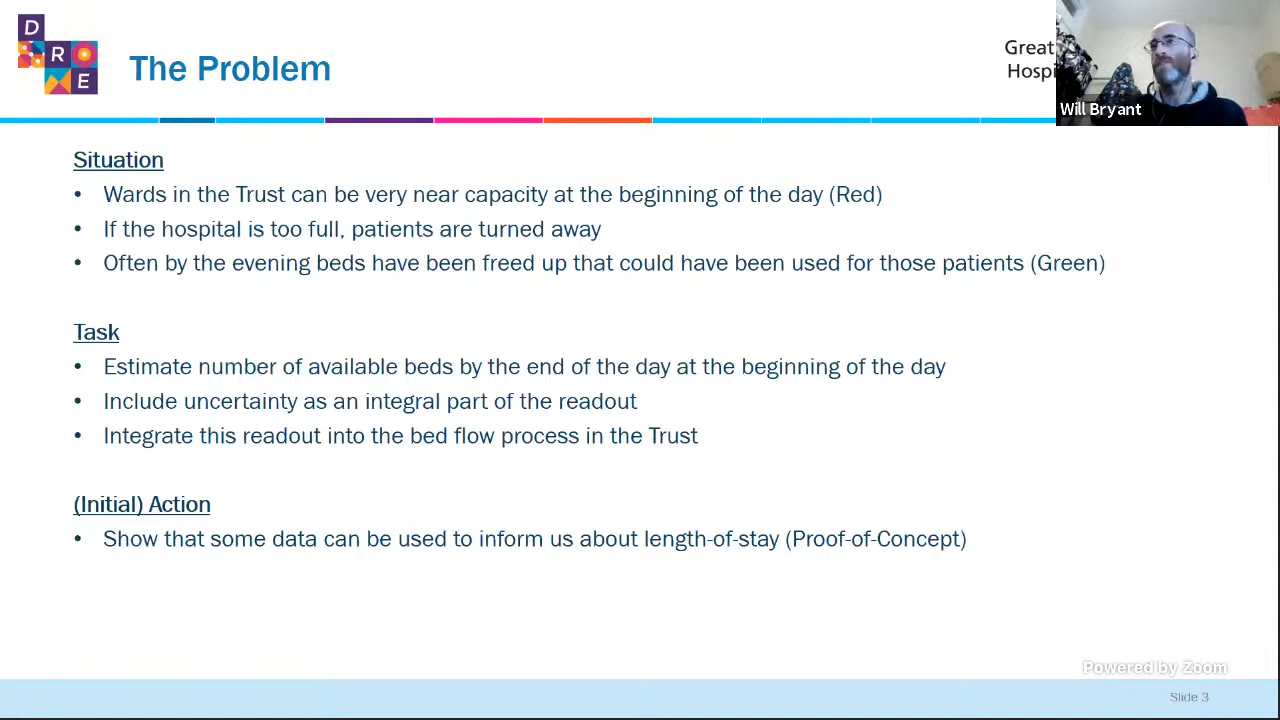 D
R
E
The Problem
Great
Hospi
Will Bryant
Situation
• Wards in the Trust can be very near capacity at the beginning of the day (Red)
• If the hospital is too full, patients are turned away
• Often by the evening beds have been freed up that could have been used for those patients (Green)
Task
• Estimate number of available beds by the end of the day at the beginning of the day
• Include uncertainty as an integral part of the readout
• Integrate this readout into the bed flow process in the Trust
(Initial) Action
• Show that some data can be used to inform us about length-of-stay (Proof-of-Concept)
Powered by Zoom
Slide 3